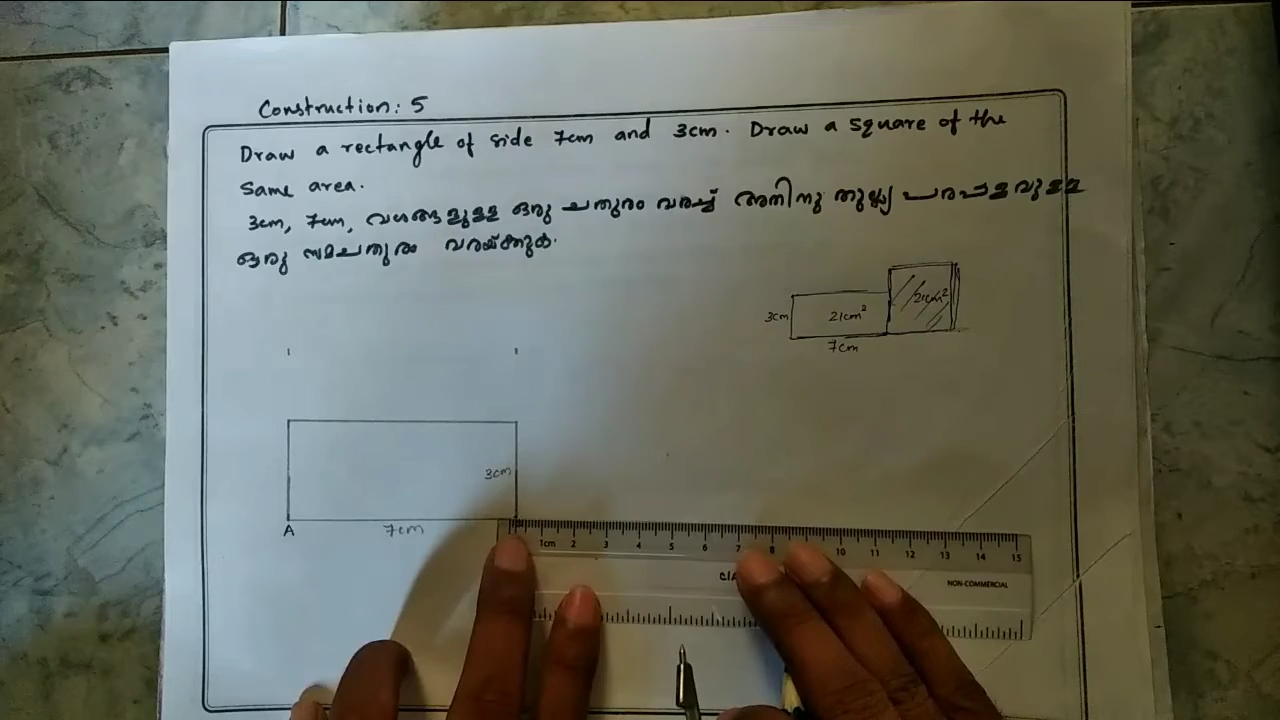 Construction: 5
Draw a rectangle of side 7cm and 3cm. Draw a square of the
same area.
3cm, 7cm, വശങ്ങളുള്ള ഒരു ചതുരം വരച്ച് അതിനു തുല്യ പരപ്പളവുള്ള
ഒരു സമചതുരം വരയ്ക്കുക.
21cm²
3cm
21cm²
7cm
3cm
A
7cm
1cm 2 3 4 5 6 7 8 10 11 12 13 14 15
NON-COMMERCIAL